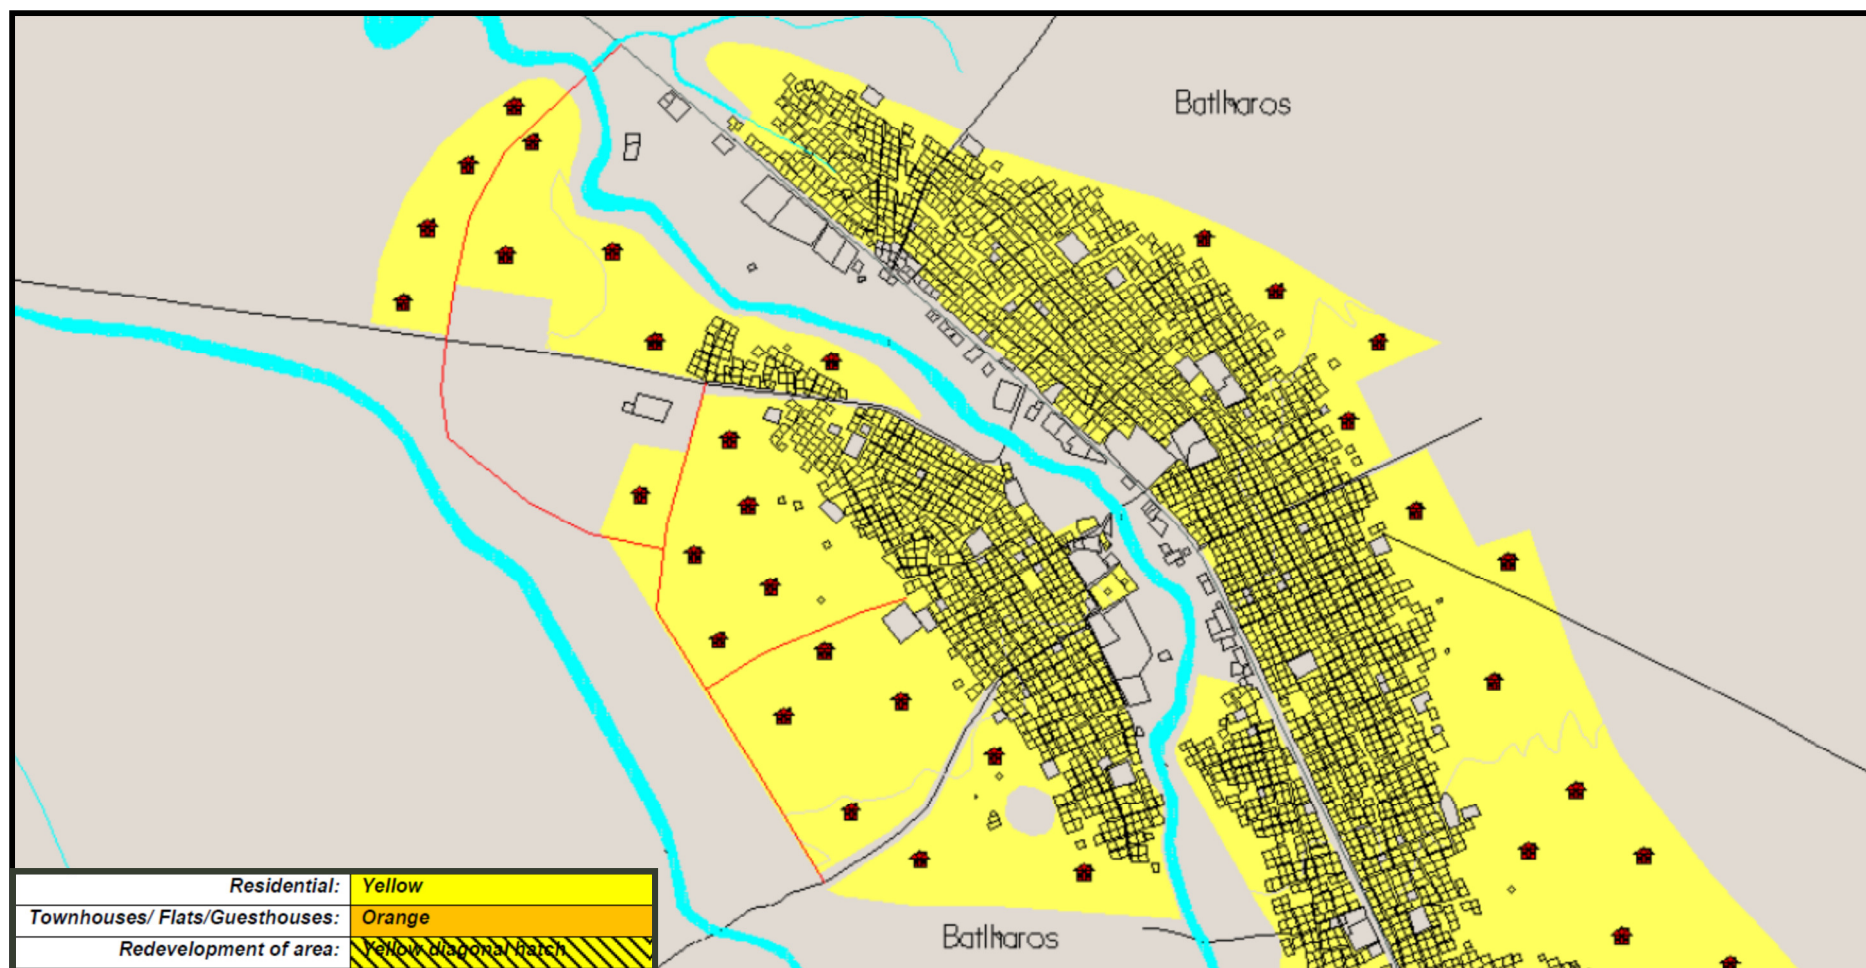 Batlharos
Batlharos
Residential: Yellow
Townhouses/ Flats/Guesthouses: Orange
Redevelopment of area: Yellow diagonal hatch